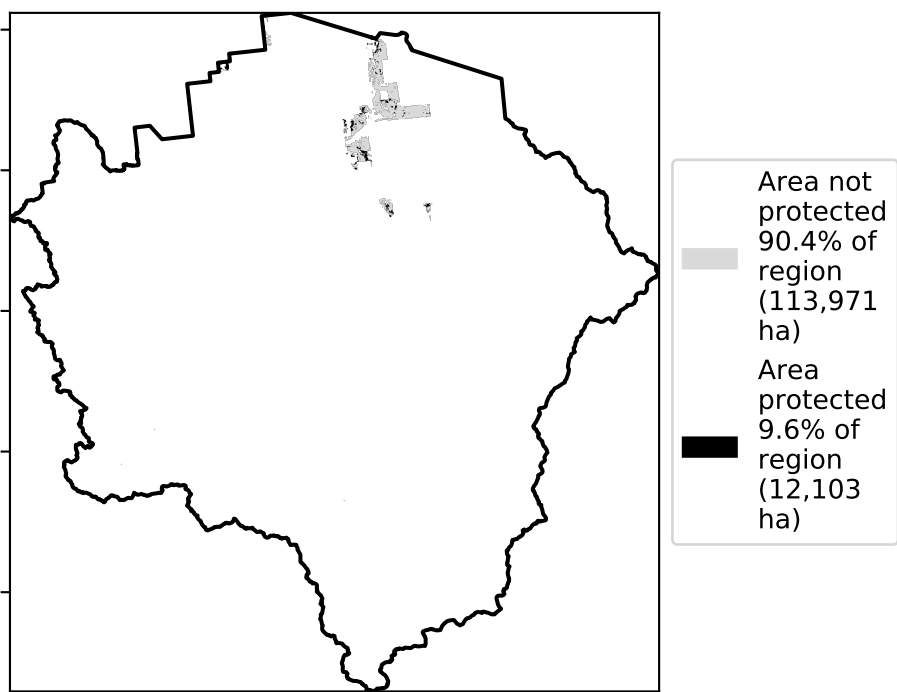 Area not
protected
90.4% of
region
(113,971
ha)
Area
protected
9.6% of
region
(12,103
ha)